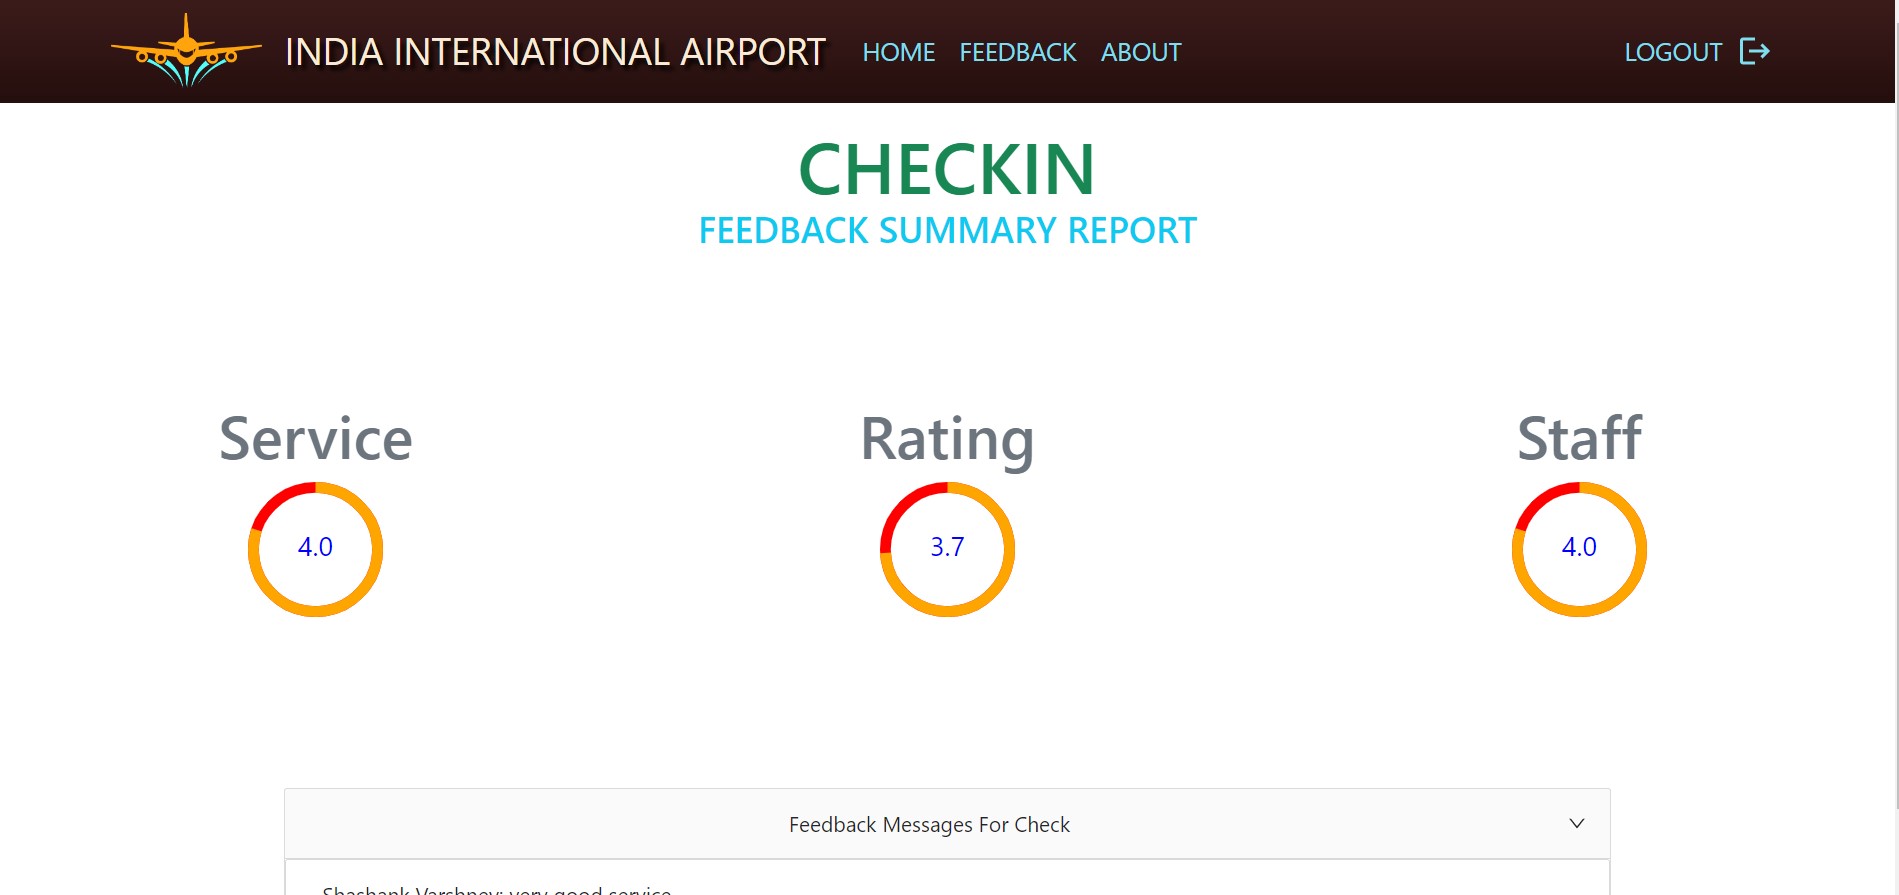 INDIA INTERNATIONAL AIRPORT HOME FEEDBACK ABOUT LOGOUT
CHECKIN
FEEDBACK SUMMARY REPORT
Service Rating Staff
4.0 3.7 4.0
Feedback Messages For Check
Shashank Varshney: very good service